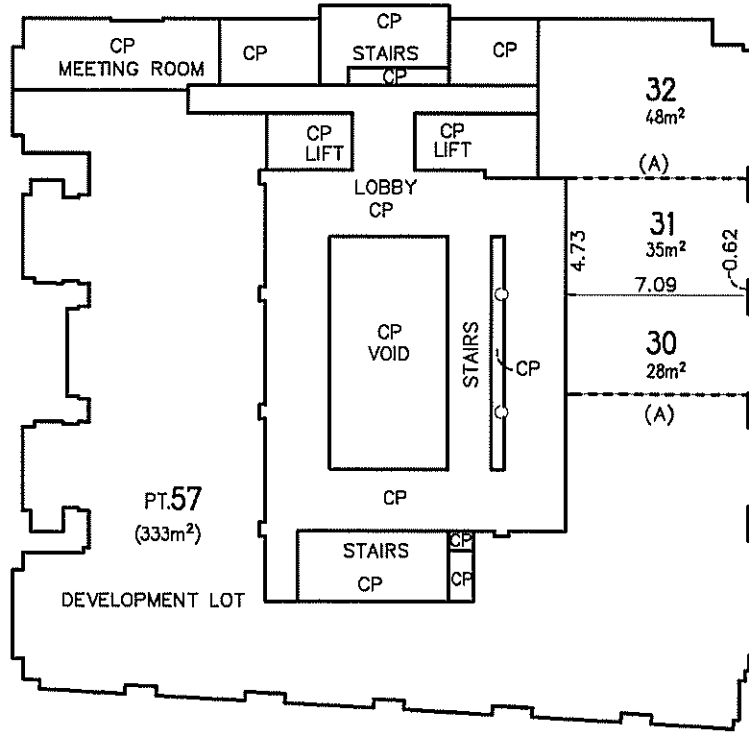 CP
MEETING ROOM
CP
CP
STAIRS
CP
CP
32
48m²
(A)
CP
LIFT
CP
LIFT
LOBBY
CP
31
35m²
4.73
0.62
7.09
30
28m²
(A)
CP
VOID
STAIRS
CP
CP
PT.57
(333m²)
DEVELOPMENT LOT
STAIRS
CP
CP
CP